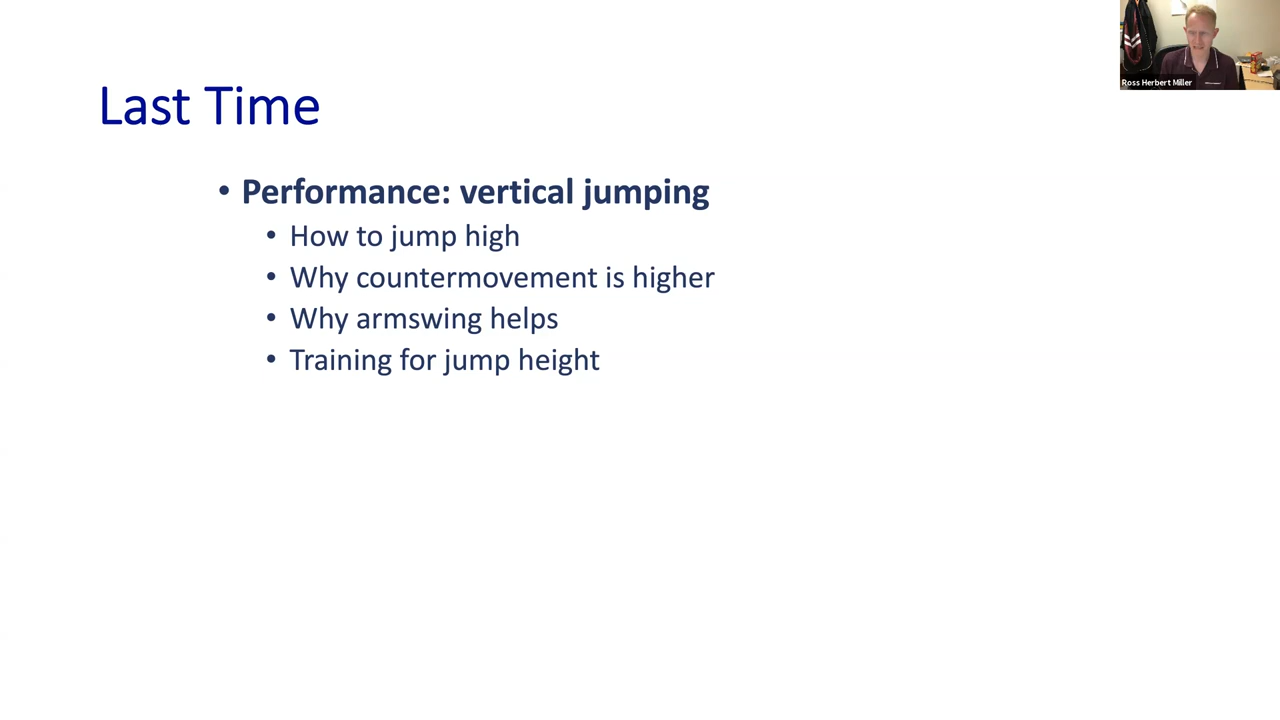 Ross Herbert Miller
Last Time
• Performance: vertical jumping
• How to jump high
• Why countermovement is higher
• Why armswing helps
• Training for jump height